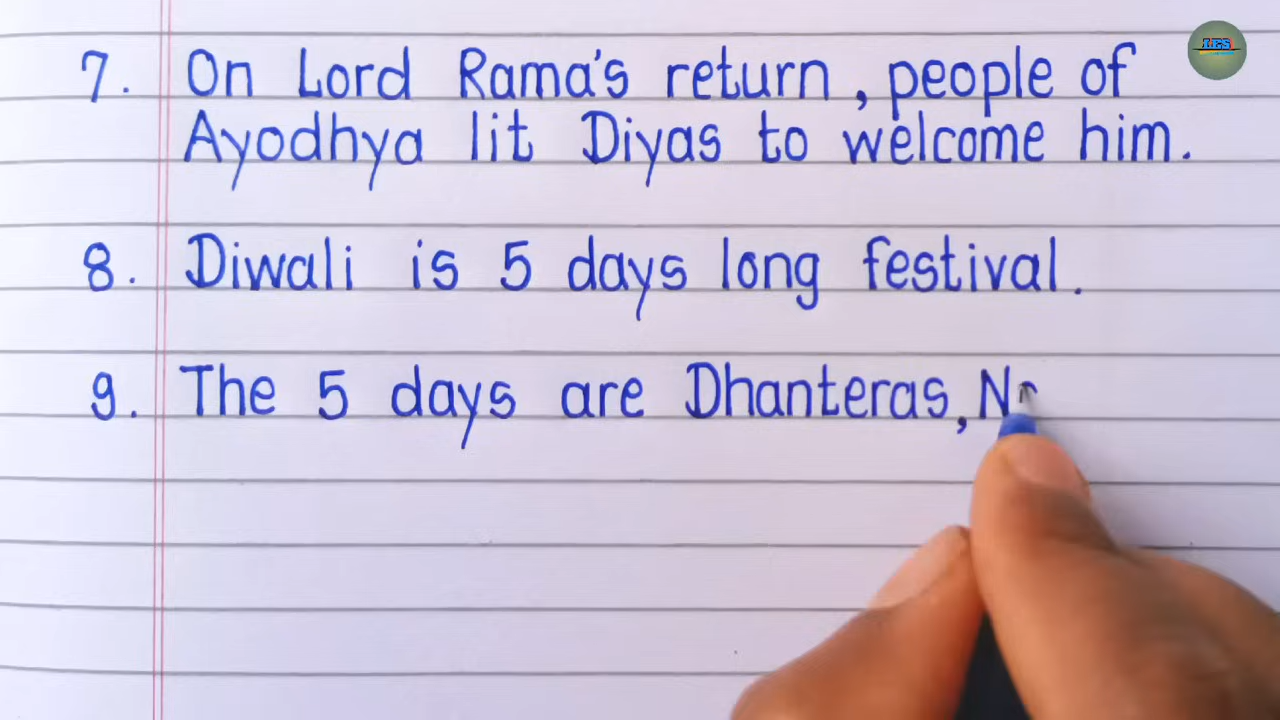 LES
7. On Lord Rama's return, people of
Ayodhya lit Diyas to welcome him.
8. Diwali is 5 days long festival.
9. The 5 days are Dhanteras,